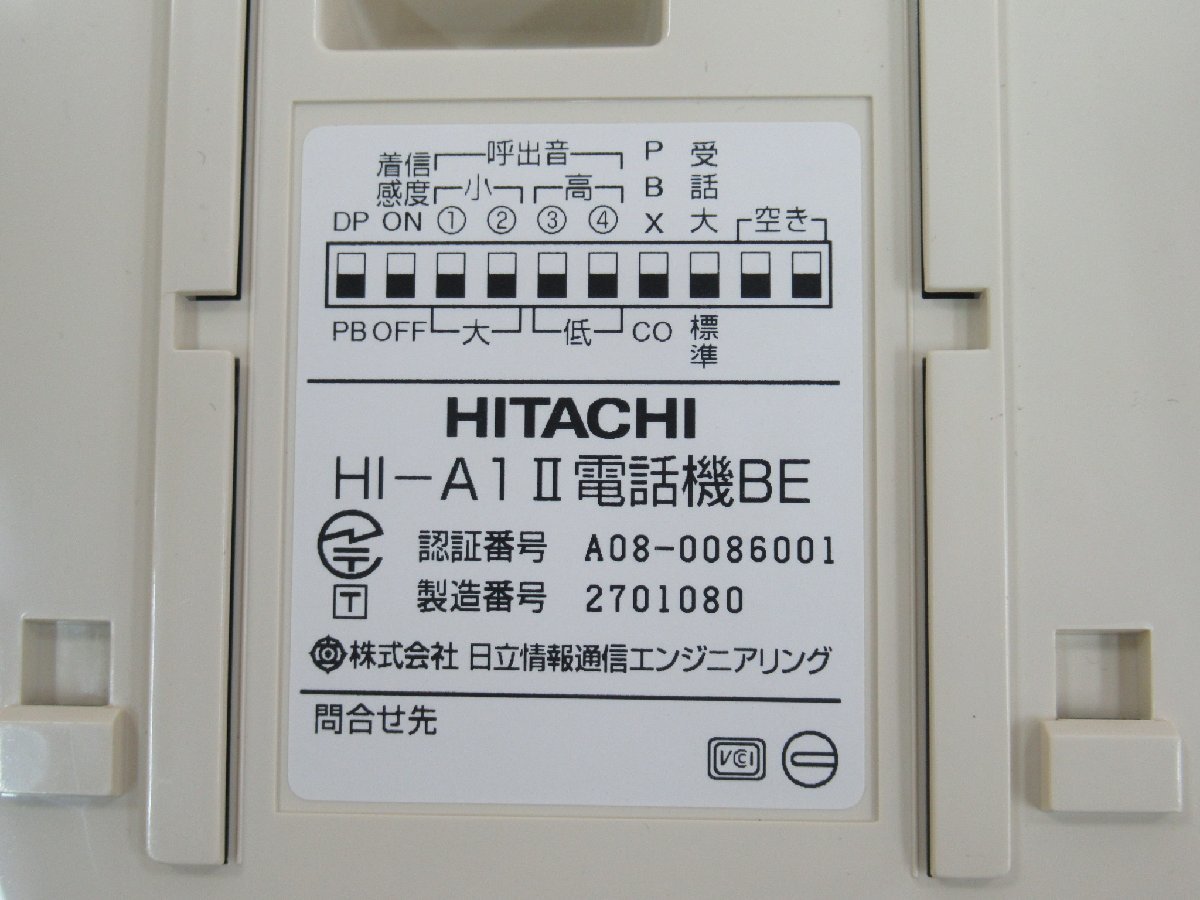 着信 呼出音 P 受
感度 小 高 B 話
DP ON ① ② ③ ④ X 大 空き
PB OFF 大 低 CO 標準
HITACHI
HI-A1Ⅱ電話機BE
認証番号 A08-0086001
T 製造番号 2701080
株式会社 日立情報通信エンジニアリング
問合せ先
VCCI